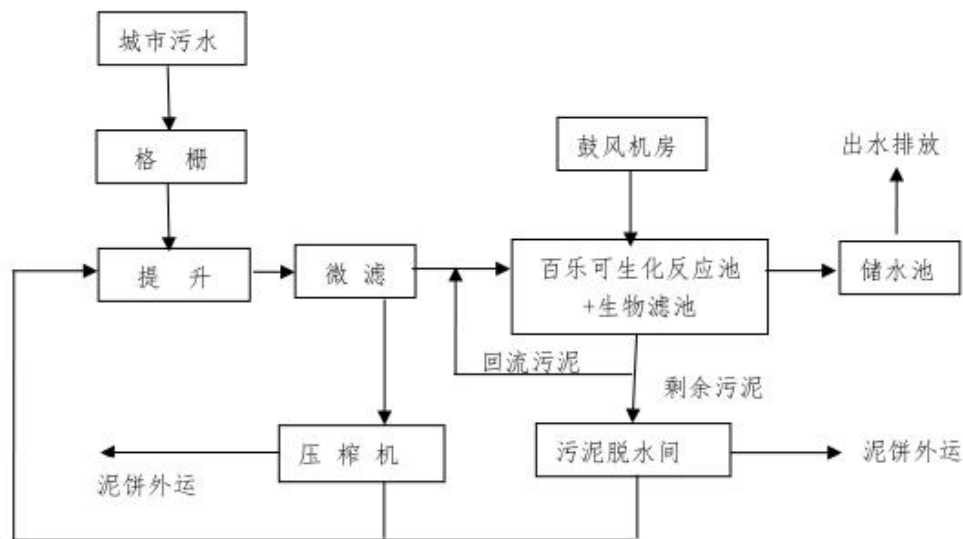 城市污水
格 栅
鼓风机房
出水排放
提 升
微 滤
百乐可生化反应池
+生物滤池
储水池
回流污泥
剩余污泥
压 榨 机
污泥脱水间
泥饼外运
泥饼外运